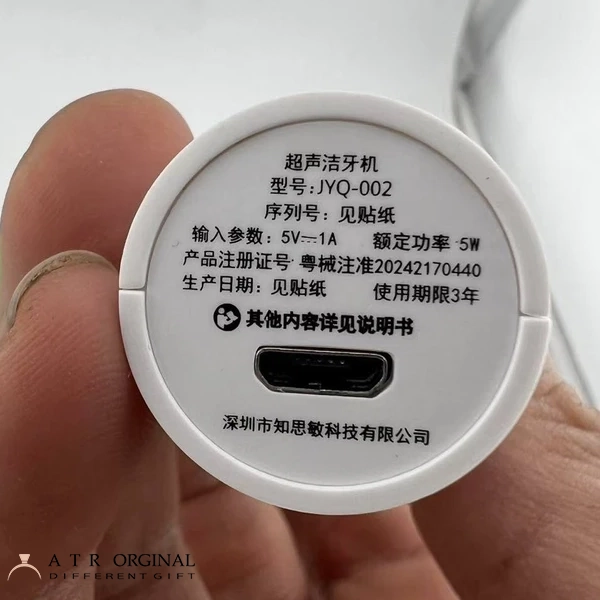 超声洁牙机
型号:JYQ-002
序列号: 见贴纸
输入参数: 5V⎓1A 额定功率 5W
产品注册证号 粤械注准20242170440
生产日期: 见贴纸 使用期限3年
其他内容详见说明书
深圳市知思敏科技有限公司
ATR ORGINAL
DIFFERENT GIFT